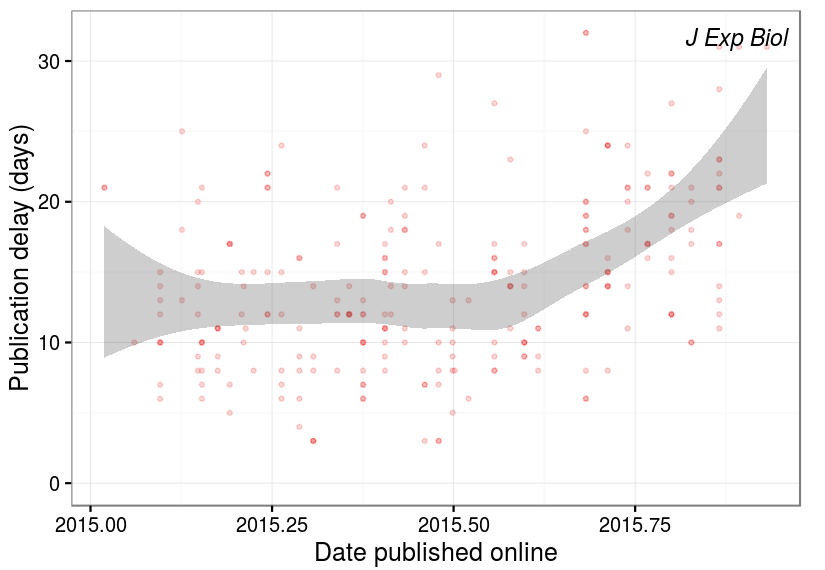 J Exp Biol
30
20
10
0
Publication delay (days)
2015.00 2015.25 2015.50 2015.75
Date published online